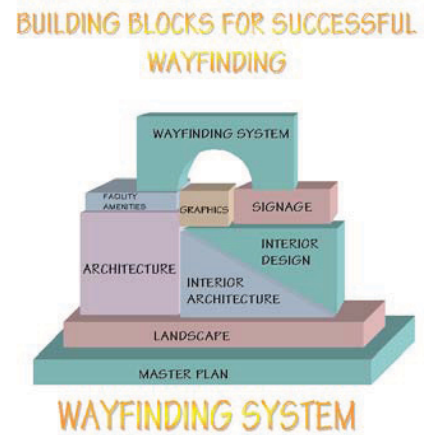 BUILDING BLOCKS FOR SUCCESSFUL
WAYFINDING
WAYFINDING SYSTEM
FACILITY
AMENITIES
GRAPHICS
SIGNAGE
ARCHITECTURE
INTERIOR
DESIGN
INTERIOR
ARCHITECTURE
LANDSCAPE
MASTER PLAN
WAYFINDING SYSTEM